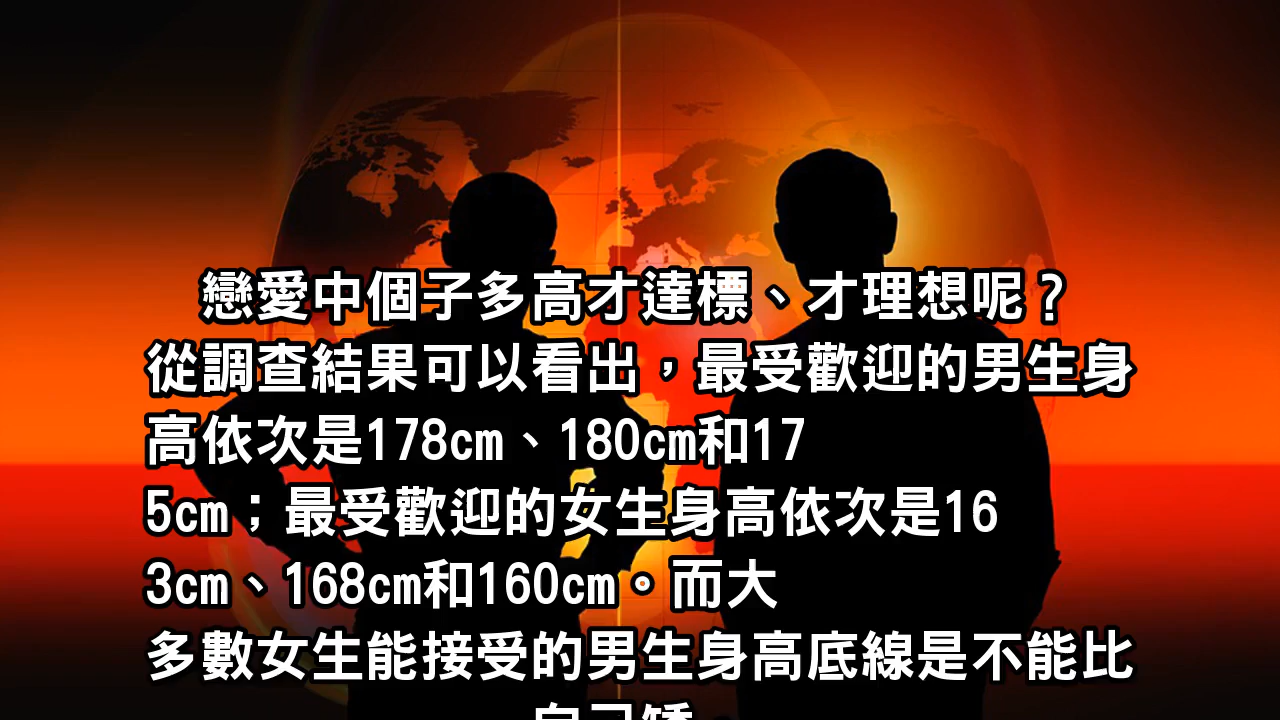 戀愛中個子多高才達標、才理想呢？
從調查結果可以看出，最受歡迎的男生身
高依次是178cm、180cm和17
5cm；最受歡迎的女生身高依次是16
3cm、168cm和160cm。而大
多數女生能接受的男生身高底線是不能比
自己矮